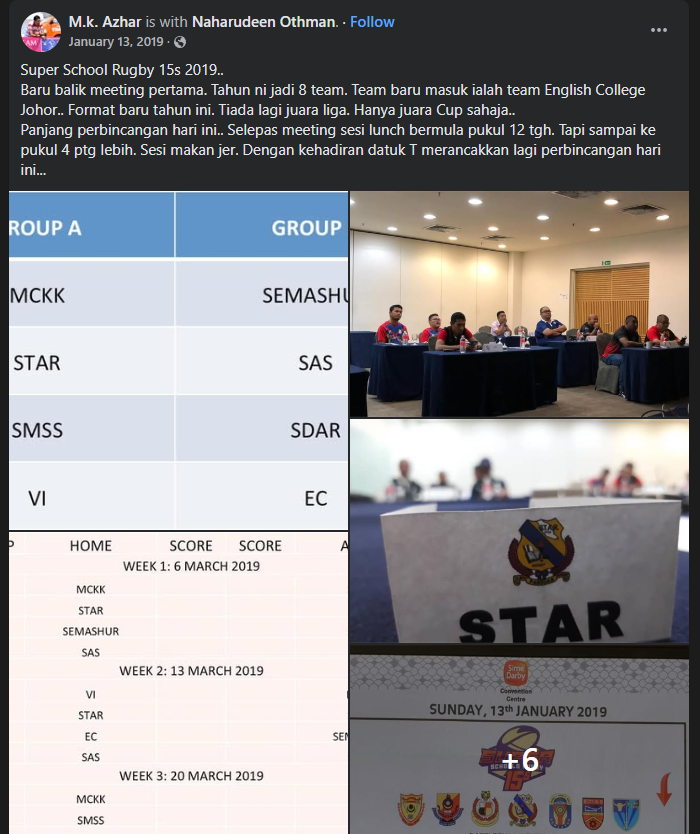 M.k. Azhar is with Naharudeen Othman. · Follow
January 13, 2019 ·
Super School Rugby 15s 2019..
Baru balik meeting pertama. Tahun ni jadi 8 team. Team baru masuk ialah team English College
Johor.. Format baru tahun ini. Tiada lagi juara liga. Hanya juara Cup sahaja..
Panjang perbincangan hari ini.. Selepas meeting sesi lunch bermula pukul 12 tgh. Tapi sampai ke
pukul 4 ptg lebih. Sesi makan jer. Dengan kehadiran datuk T merancakkan lagi perbincangan hari
ini...
ROUP A GROUP
MCKK SEMASHU
STAR SAS
SMSS SDAR
VI EC
P HOME SCORE SCORE A
WEEK 1: 6 MARCH 2019
MCKK
STAR
SEMASHUR
SAS
WEEK 2: 13 MARCH 2019
VI
STAR
EC SEM
SAS
WEEK 3: 20 MARCH 2019
MCKK
SMSS
STAR
STAR
Sime
Darby
Convention
Centre
SUNDAY, 13th JANUARY 2019
15s
+6